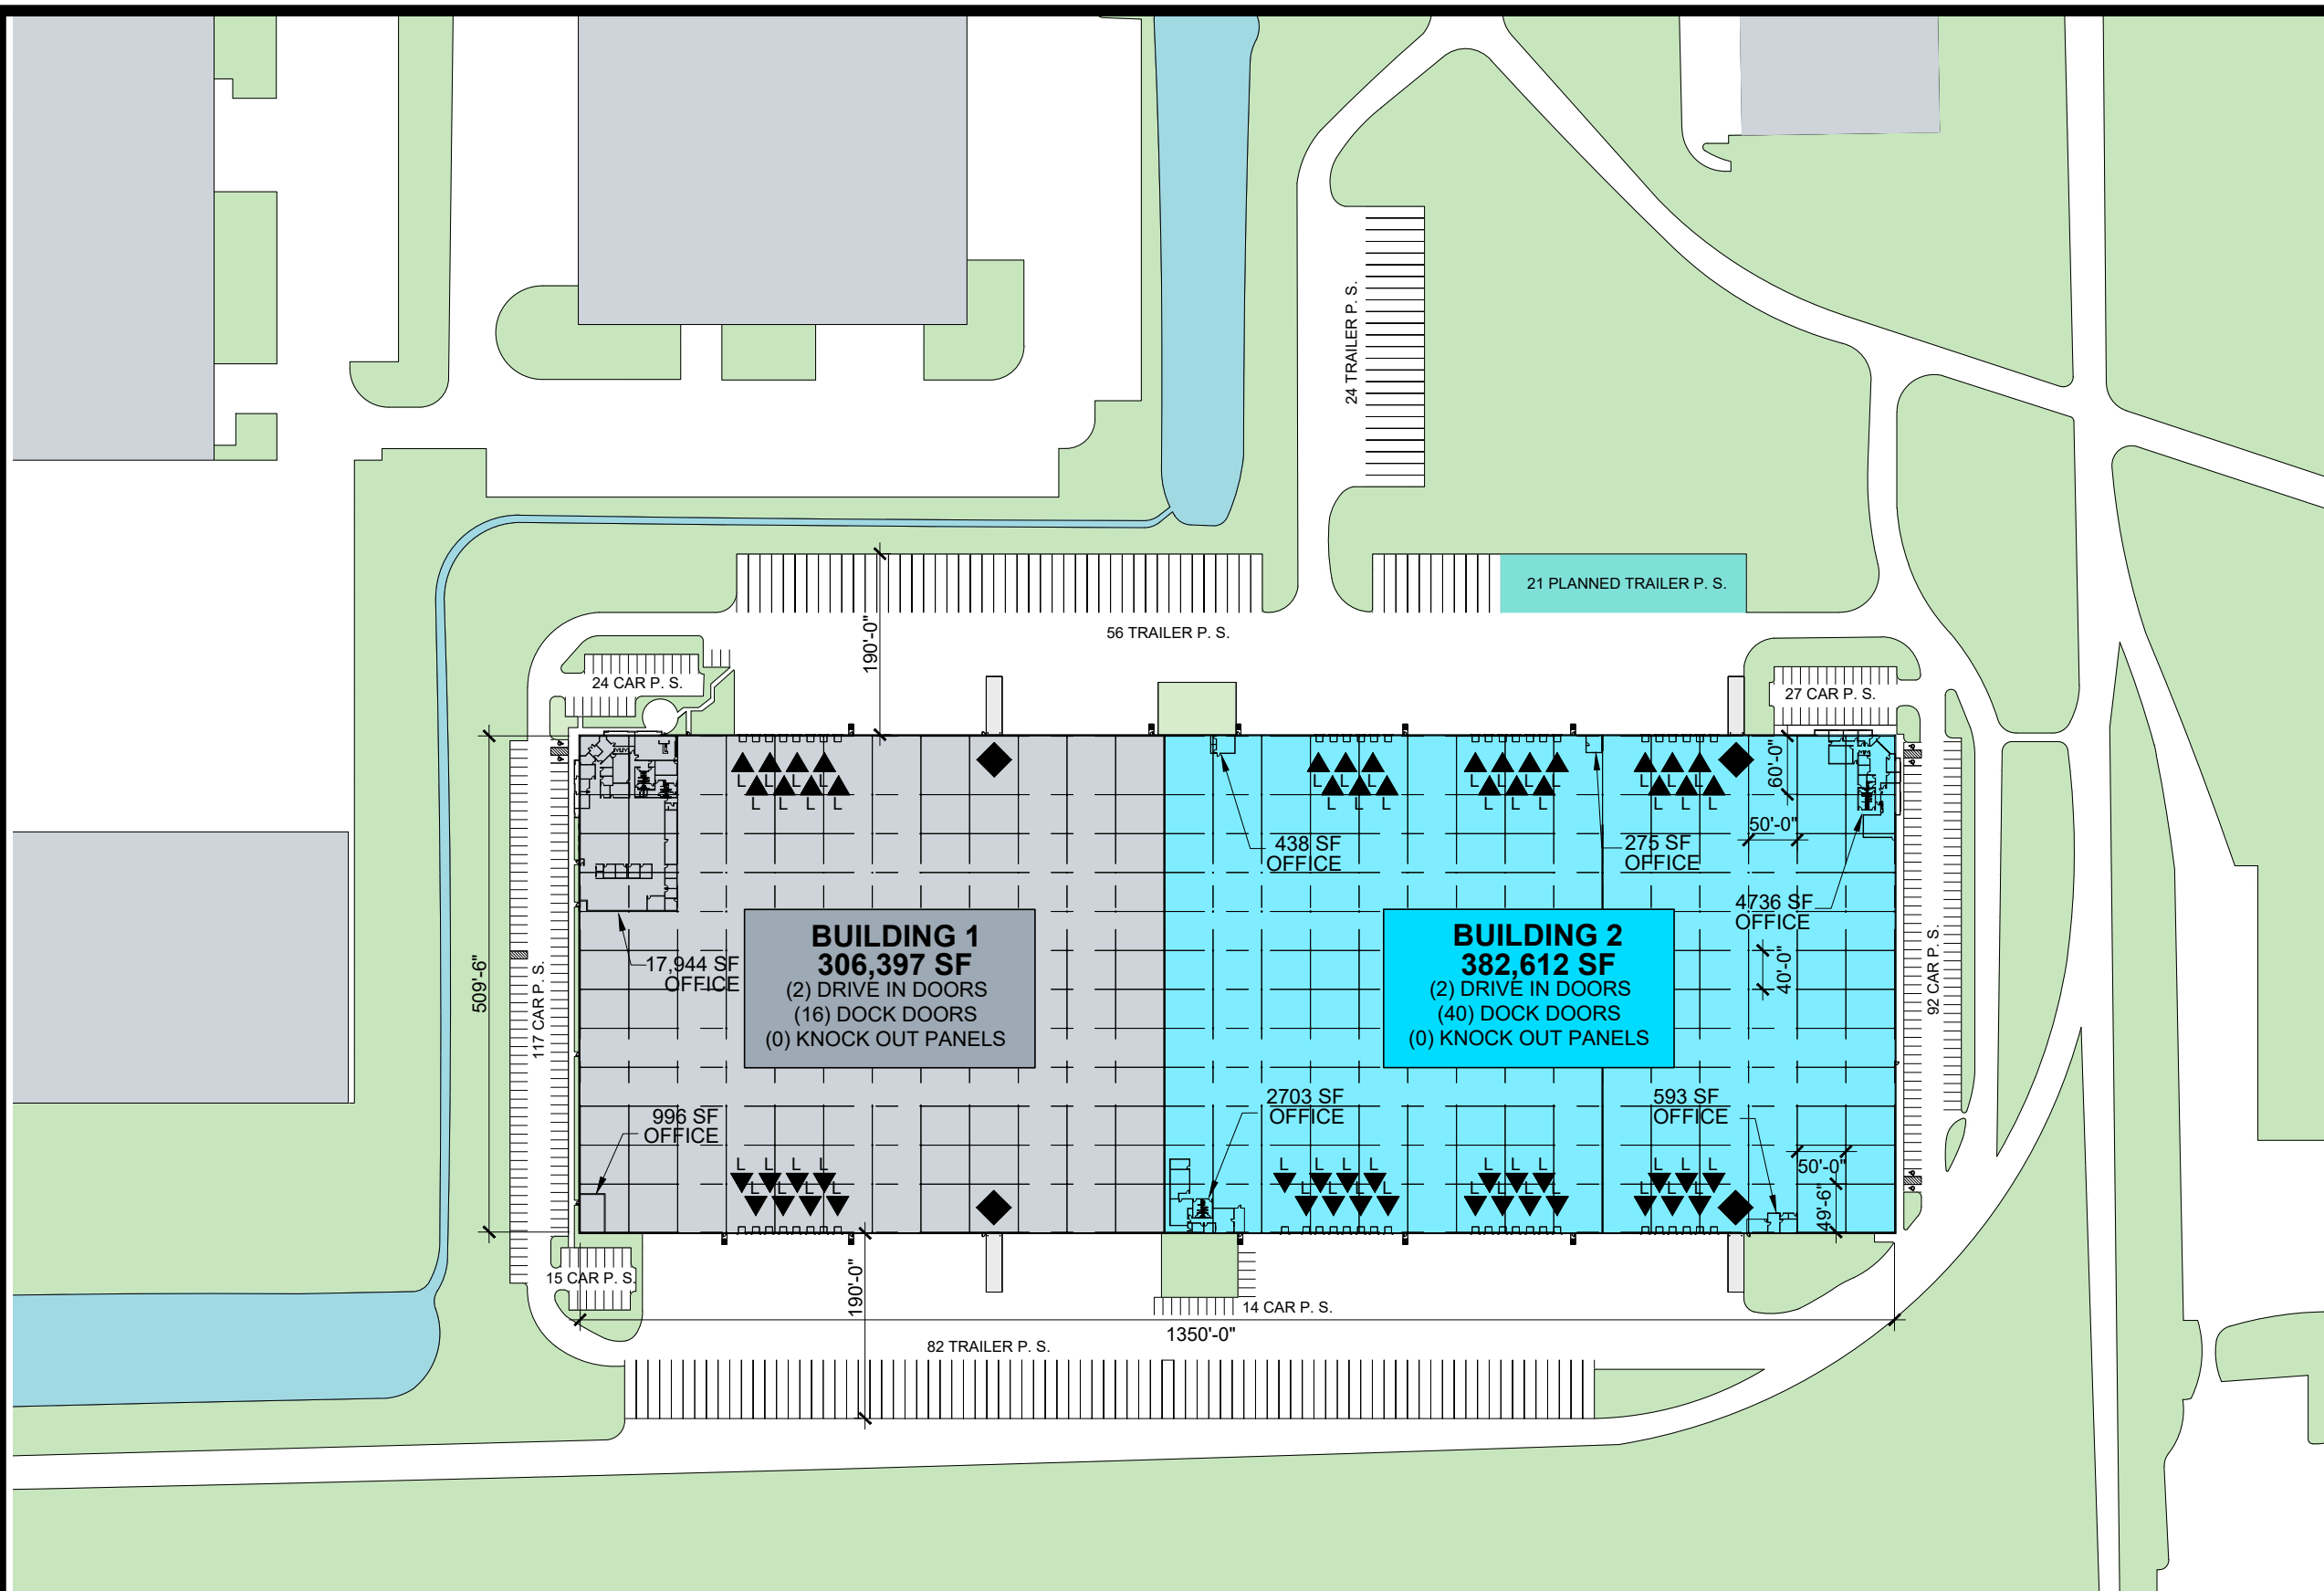 24 TRAILER P. S.
21 PLANNED TRAILER P. S.
56 TRAILER P. S.
190'-0"
24 CAR P. S.
27 CAR P. S.
60'-0"
L L L L
L L L L
L L L
L L L
L L L L
L L L
L L L
L L L
50'-0"
438 SF
OFFICE
275 SF
OFFICE
4736 SF
OFFICE
40'-0"
92 CAR P. S.
509'-6"
117 CAR P. S.
17,944 SF
OFFICE
BUILDING 1
306,397 SF
(2) DRIVE IN DOORS
(16) DOCK DOORS
(0) KNOCK OUT PANELS
BUILDING 2
382,612 SF
(2) DRIVE IN DOORS
(40) DOCK DOORS
(0) KNOCK OUT PANELS
996 SF
OFFICE
2703 SF
OFFICE
593 SF
OFFICE
L L L L
L L L L
L L L L
L L L L
L L L
L L L L
L L L
L L L
50'-0"
49'-6"
15 CAR P. S.
190'-0"
14 CAR P. S.
1350'-0"
82 TRAILER P. S.